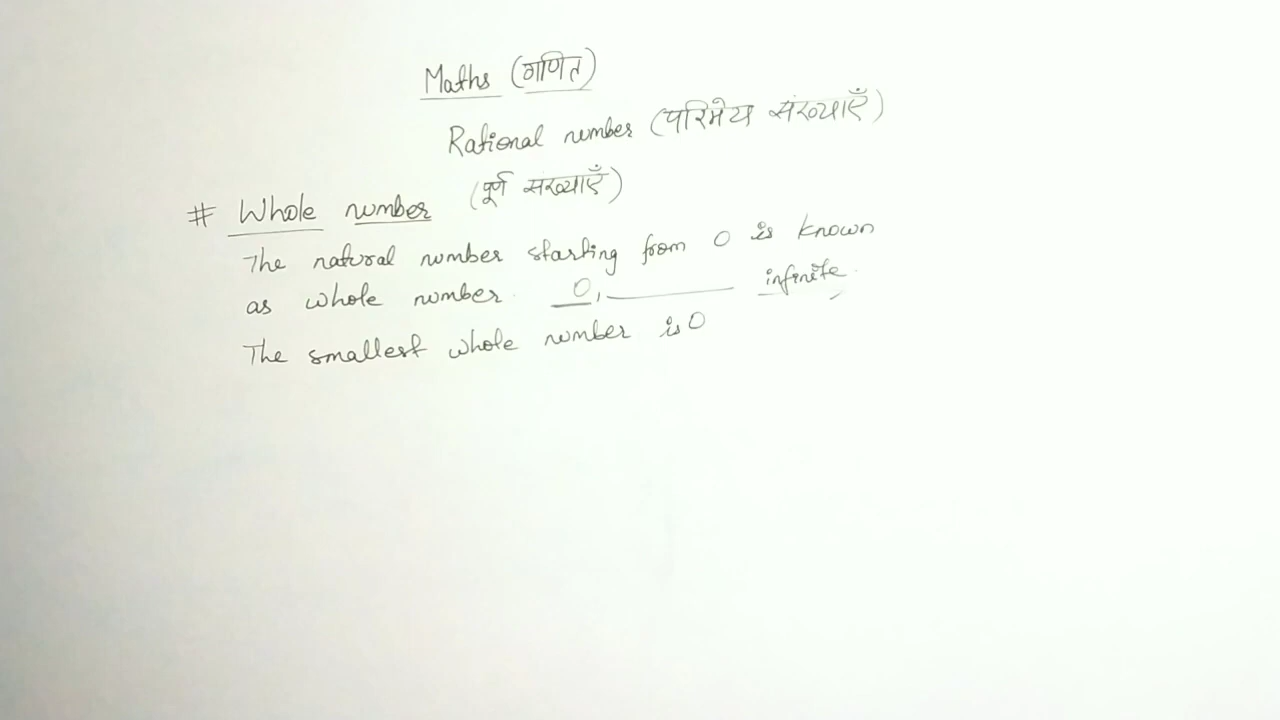 Maths (गणित)
Rational number (परिमेय संख्याएँ)
# Whole number (पूर्ण संख्याएँ)
The natural number starting from 0 is known
as whole number. 0, ______ infinite.
The smallest whole number is 0